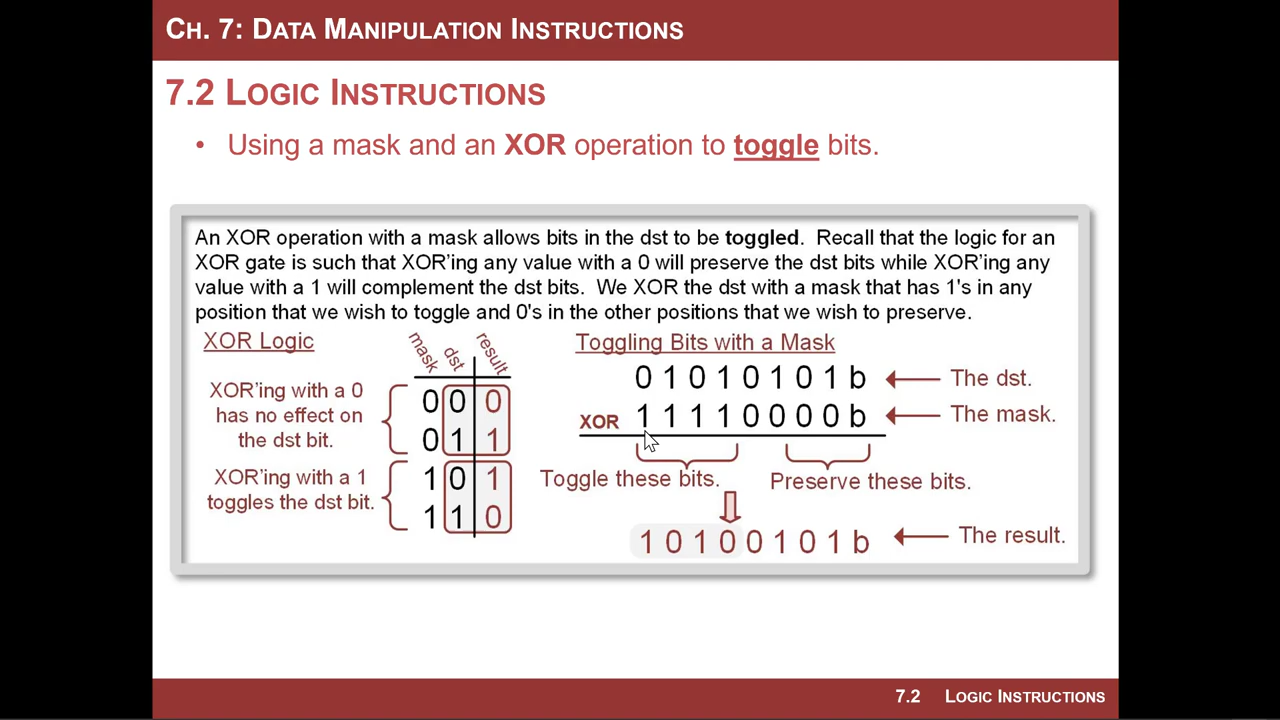 CH. 7: DATA MANIPULATION INSTRUCTIONS
7.2 LOGIC INSTRUCTIONS
• Using a mask and an XOR operation to toggle bits.
An XOR operation with a mask allows bits in the dst to be toggled. Recall that the logic for an
XOR gate is such that XOR'ing any value with a 0 will preserve the dst bits while XOR'ing any
value with a 1 will complement the dst bits. We XOR the dst with a mask that has 1's in any
position that we wish to toggle and 0's in the other positions that we wish to preserve.
XOR Logic
mask dst result
XOR'ing with a 0
has no effect on
the dst bit.
0 0 0
0 1 1
XOR'ing with a 1
toggles the dst bit.
1 0 1
1 1 0
Toggling Bits with a Mask
0 1 0 1 0 1 0 1 b The dst.
XOR 1 1 1 1 0 0 0 0 b The mask.
Toggle these bits. Preserve these bits.
1 0 1 0 0 1 0 1 b The result.
7.2 LOGIC INSTRUCTIONS